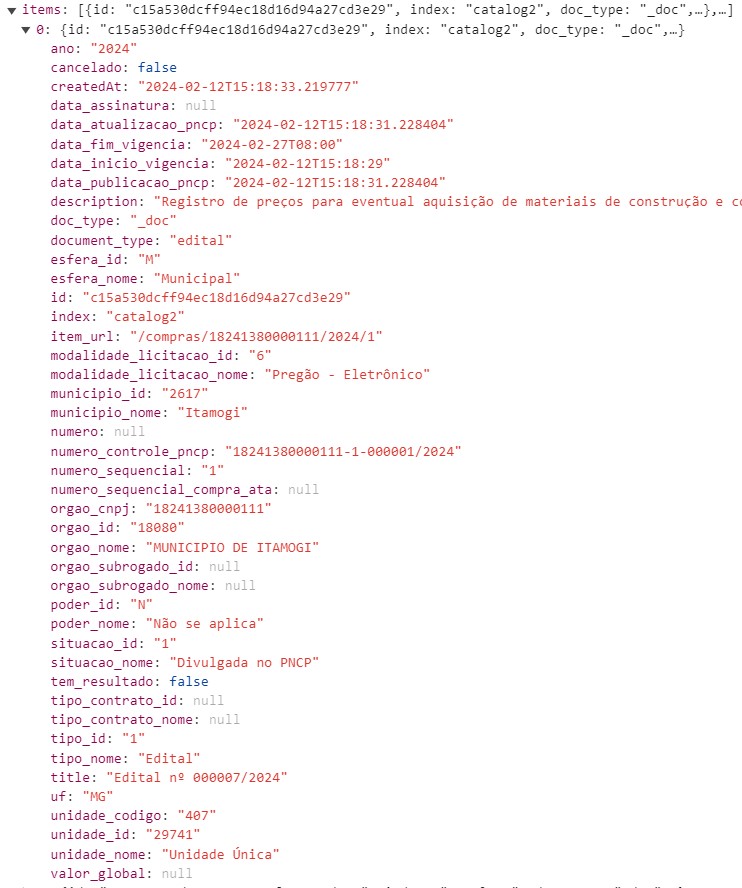 ▼ items: [{id: "c15a530dcff94ec18d16d94a27cd3e29", index: "catalog2", doc_type: "_doc",…},…]
▼ 0: {id: "c15a530dcff94ec18d16d94a27cd3e29", index: "catalog2", doc_type: "_doc",…}
ano: "2024"
cancelado: false
createdAt: "2024-02-12T15:18:33.219777"
data_assinatura: null
data_atualizacao_pncp: "2024-02-12T15:18:31.228404"
data_fim_vigencia: "2024-02-27T08:00"
data_inicio_vigencia: "2024-02-12T15:18:29"
data_publicacao_pncp: "2024-02-12T15:18:31.228404"
description: "Registro de preços para eventual aquisição de materiais de construção e co
doc_type: "_doc"
document_type: "edital"
esfera_id: "M"
esfera_nome: "Municipal"
id: "c15a530dcff94ec18d16d94a27cd3e29"
index: "catalog2"
item_url: "/compras/18241380000111/2024/1"
modalidade_licitacao_id: "6"
modalidade_licitacao_nome: "Pregão - Eletrônico"
municipio_id: "2617"
municipio_nome: "Itamogi"
numero: null
numero_controle_pncp: "18241380000111-1-000001/2024"
numero_sequencial: "1"
numero_sequencial_compra_ata: null
orgao_cnpj: "18241380000111"
orgao_id: "18080"
orgao_nome: "MUNICIPIO DE ITAMOGI"
orgao_subrogado_id: null
orgao_subrogado_nome: null
poder_id: "N"
poder_nome: "Não se aplica"
situacao_id: "1"
situacao_nome: "Divulgada no PNCP"
tem_resultado: false
tipo_contrato_id: null
tipo_contrato_nome: null
tipo_id: "1"
tipo_nome: "Edital"
title: "Edital nº 000007/2024"
uf: "MG"
unidade_codigo: "407"
unidade_id: "29741"
unidade_nome: "Unidade Única"
valor_global: null